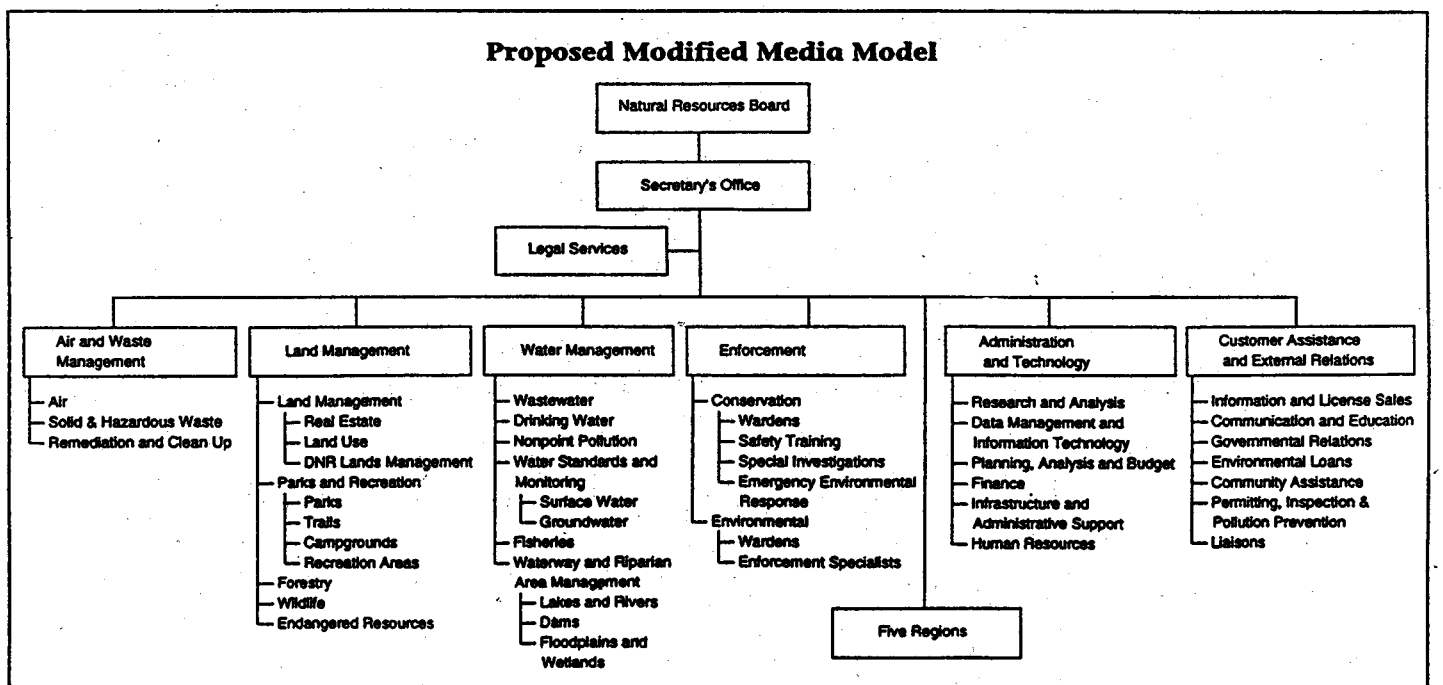 Proposed Modified Media Model
Natural Resources Board
Secretary's Office
Legal Services
Air and Waste
Management
Air
Solid & Hazardous Waste
Remediation and Clean Up
Land Management
Land Management
Real Estate
Land Use
DNR Lands Management
Parks and Recreation
Parks
Trails
Campgrounds
Recreation Areas
Forestry
Wildlife
Endangered Resources
Water Management
Wastewater
Drinking Water
Nonpoint Pollution
Water Standards and
Monitoring
Surface Water
Groundwater
Fisheries
Waterway and Riparian
Area Management
Lakes and Rivers
Dams
Floodplains and
Wetlands
Enforcement
Conservation
Wardens
Safety Training
Special Investigations
Emergency Environmental
Response
Environmental
Wardens
Enforcement Specialists
Five Regions
Administration
and Technology
Research and Analysis
Data Management and
Information Technology
Planning, Analysis and Budget
Finance
Infrastructure and
Administrative Support
Human Resources
Customer Assistance
and External Relations
Information and License Sales
Communication and Education
Governmental Relations
Environmental Loans
Community Assistance
Permitting, Inspection &
Pollution Prevention
Liaisons